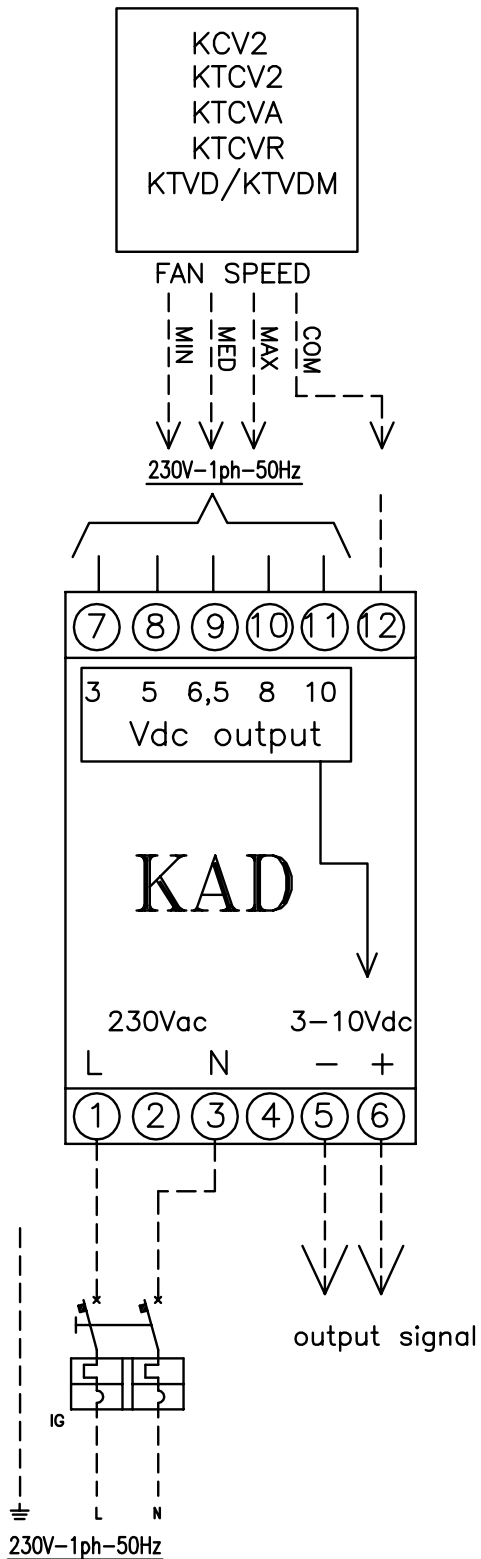 KCV2
KTCV2
KTCVA
KTCVR
KTVD/KTVDM
FAN SPEED
MIN
MED
MAX
COM
230V-1ph-50Hz
7 8 9 10 11 12
3 5 6,5 8 10
Vdc output
KAD
230Vac 3-10Vdc
L N - +
1 2 3 4 5 6
output signal
IG
L N
230V-1ph-50Hz